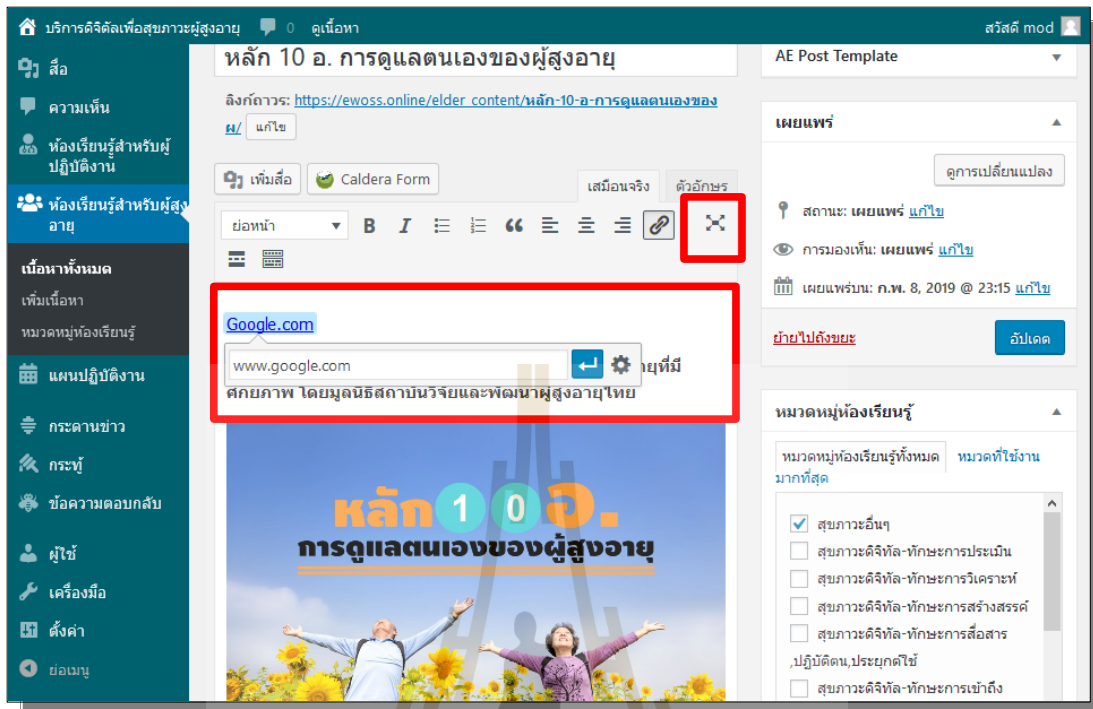 บริการดิจิตัลเพื่อสุขภาวะผู้สูงอายุ 0 ดูเนื้อหา
สวัสดี mod
สื่อ
ความเห็น
ห้องเรียนรู้สำหรับผู้
ปฏิบัติงาน
ห้องเรียนรู้สำหรับผู้สูง
อายุ
เนื้อหาทั้งหมด
เพิ่มเนื้อหา
หมวดหมู่ห้องเรียนรู้
แผนปฏิบัติงาน
กระดานข่าว
กระทู้
ข้อความตอบกลับ
ผู้ใช้
เครื่องมือ
ตั้งค่า
ย่อเมนู
หลัก 10 อ. การดูแลตนเองของผู้สูงอายุ
ลิงก์ถาวร: https://ewoss.online/elder_content/หลัก-10-อ-การดูแลตนเองของ
ผ/ แก้ไข
เพิ่มสื่อ Caldera Form
เสมือนจริง ตัวอักษร
ย่อหน้า B I
Google.com
www.google.com
ายุที่มี
ศักยภาพ โดยมูลนิธิสถาบันวิจัยและพัฒนาผู้สูงอายุไทย
หลัก 1 0 อ.
การดูแลตนเองของผู้สูงอายุ
AE Post Template
เผยแพร่
ดูการเปลี่ยนแปลง
สถานะ: เผยแพร่ แก้ไข
การมองเห็น: เผยแพร่ แก้ไข
เผยแพร่บน: ก.พ. 8, 2019 @ 23:15 แก้ไข
ย้ายไปถังขยะ
อัปเดต
หมวดหมู่ห้องเรียนรู้
หมวดหมู่ห้องเรียนรู้ทั้งหมด หมวดที่ใช้งาน
มากที่สุด
สุขภาวะอื่นๆ
สุขภาวะดิจิทัล-ทักษะการประเมิน
สุขภาวะดิจิทัล-ทักษะการวิเคราะห์
สุขภาวะดิจิทัล-ทักษะการสร้างสรรค์
สุขภาวะดิจิทัล-ทักษะการสื่อสาร
,ปฏิบัติตน,ประยุกต์ใช้
สุขภาวะดิจิทัล-ทักษะการเข้าถึง